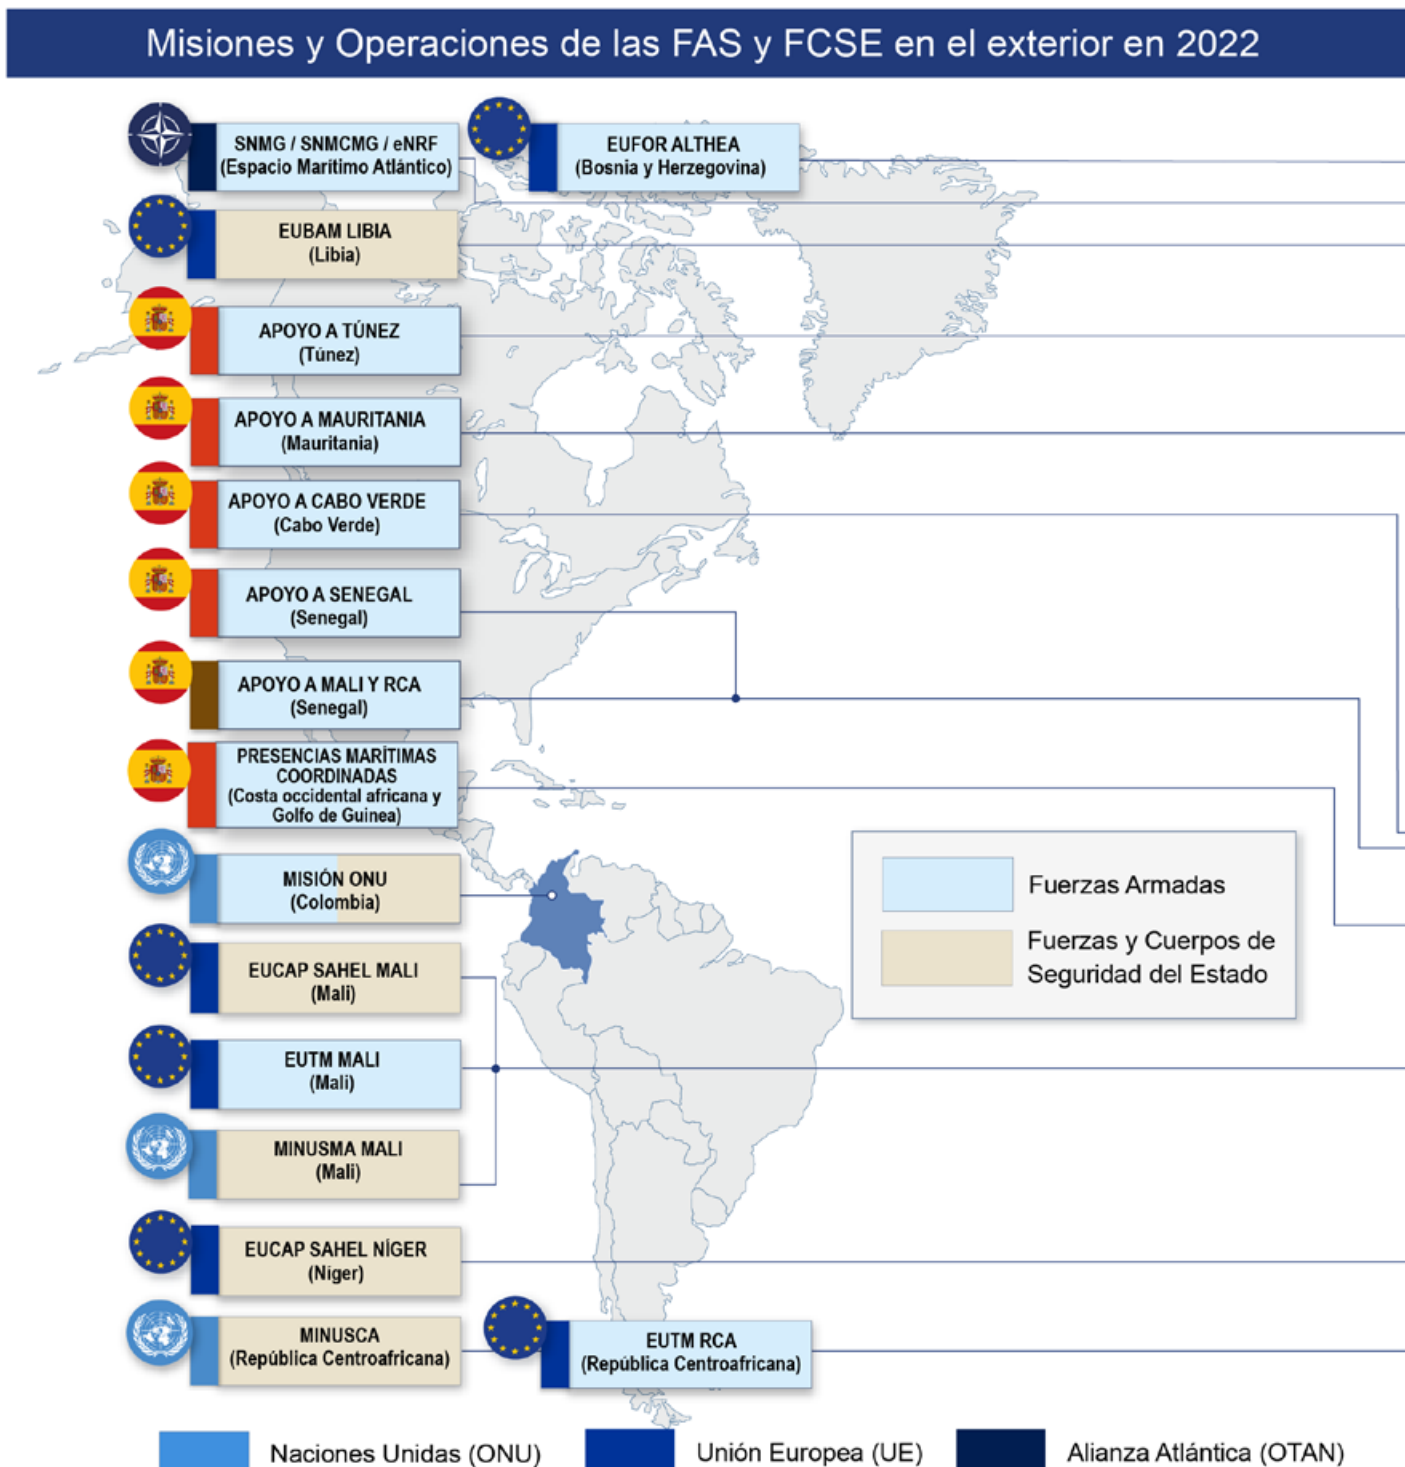 Misiones y Operaciones de las FAS y FCSE en el exterior en 2022
SNMG / SNMCMG / eNRF
(Espacio Marítimo Atlántico)
EUFOR ALTHEA
(Bosnia y Herzegovina)
EUBAM LIBIA
(Libia)
APOYO A TÚNEZ
(Túnez)
APOYO A MAURITANIA
(Mauritania)
APOYO A CABO VERDE
(Cabo Verde)
APOYO A SENEGAL
(Senegal)
APOYO A MALI Y RCA
(Senegal)
PRESENCIAS MARÍTIMAS
COORDINADAS
(Costa occidental africana y
Golfo de Guinea)
MISIÓN ONU
(Colombia)
Fuerzas Armadas
Fuerzas y Cuerpos de
Seguridad del Estado
EUCAP SAHEL MALI
(Mali)
EUTM MALI
(Mali)
MINUSMA MALI
(Mali)
EUCAP SAHEL NÍGER
(Niger)
MINUSCA
(República Centroafricana)
EUTM RCA
(República Centroafricana)
Naciones Unidas (ONU)
Unión Europea (UE)
Alianza Atlántica (OTAN)